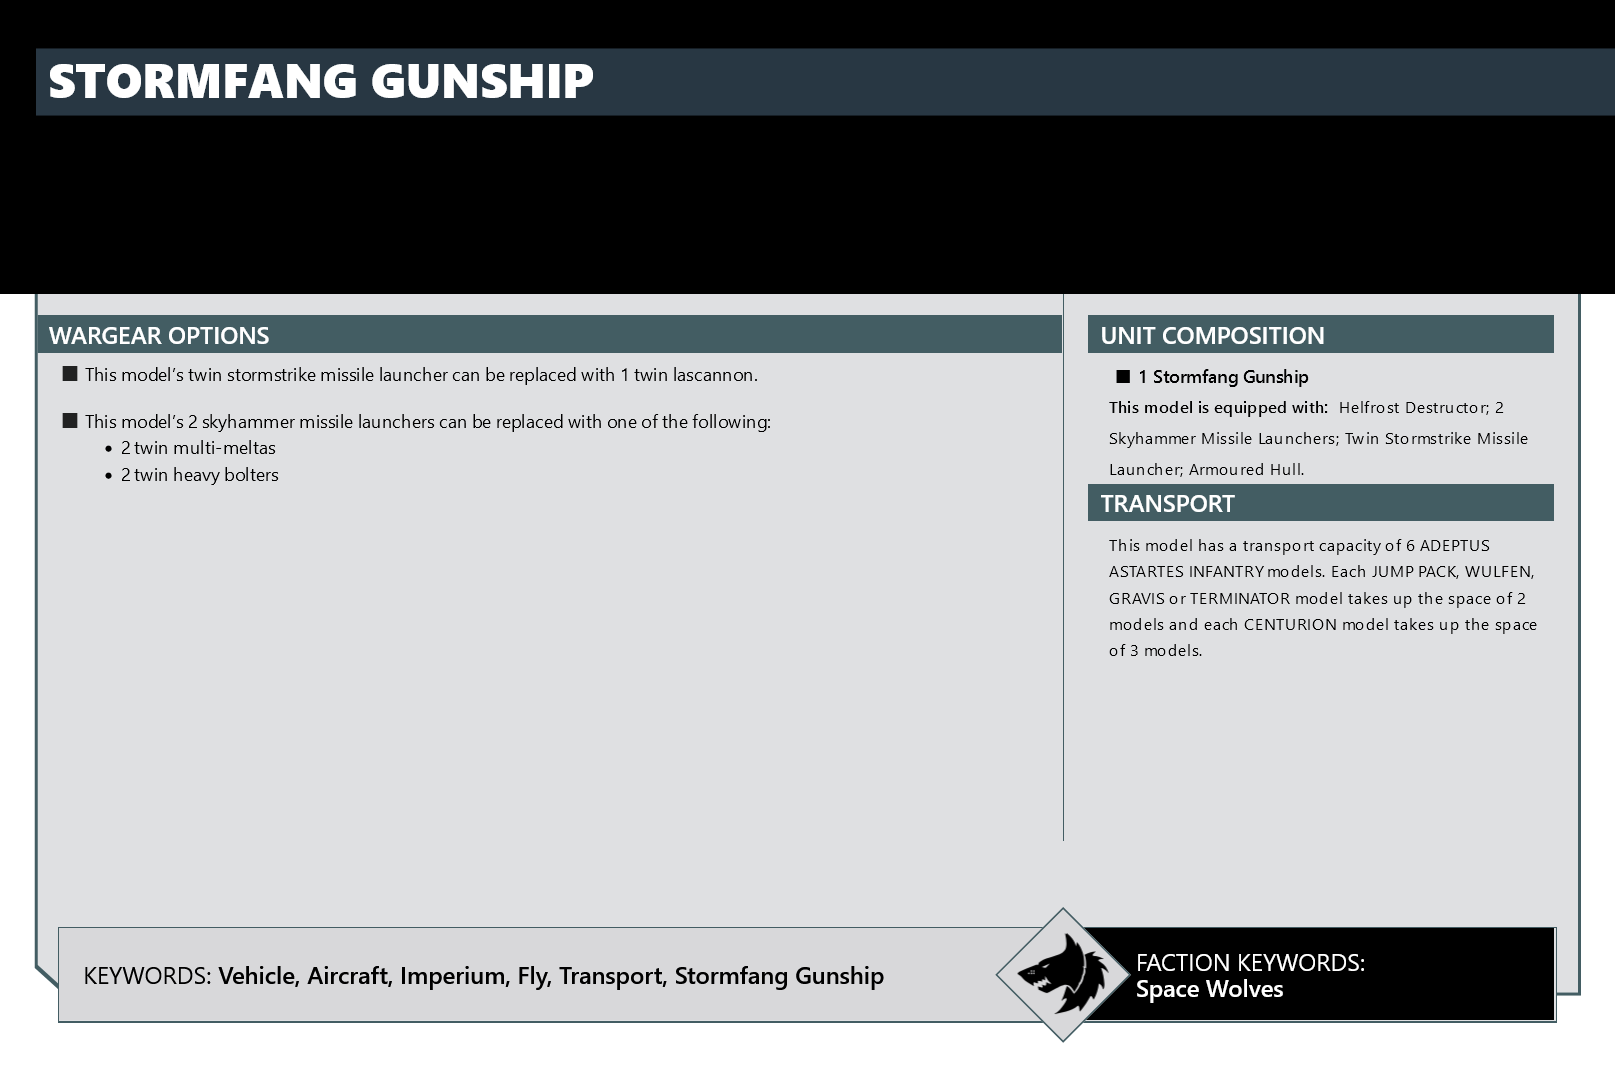 STORMFANG GUNSHIP
WARGEAR OPTIONS
■ This model’s twin stormstrike missile launcher can be replaced with 1 twin lascannon.
■ This model’s 2 skyhammer missile launchers can be replaced with one of the following:
• 2 twin multi-meltas
• 2 twin heavy bolters
UNIT COMPOSITION
■ 1 Stormfang Gunship
This model is equipped with: Helfrost Destructor; 2
Skyhammer Missile Launchers; Twin Stormstrike Missile
Launcher; Armoured Hull.
TRANSPORT
This model has a transport capacity of 6 ADEPTUS
ASTARTES INFANTRY models. Each JUMP PACK, WULFEN,
GRAVIS or TERMINATOR model takes up the space of 2
models and each CENTURION model takes up the space
of 3 models.
KEYWORDS: Vehicle, Aircraft, Imperium, Fly, Transport, Stormfang Gunship
FACTION KEYWORDS:
Space Wolves